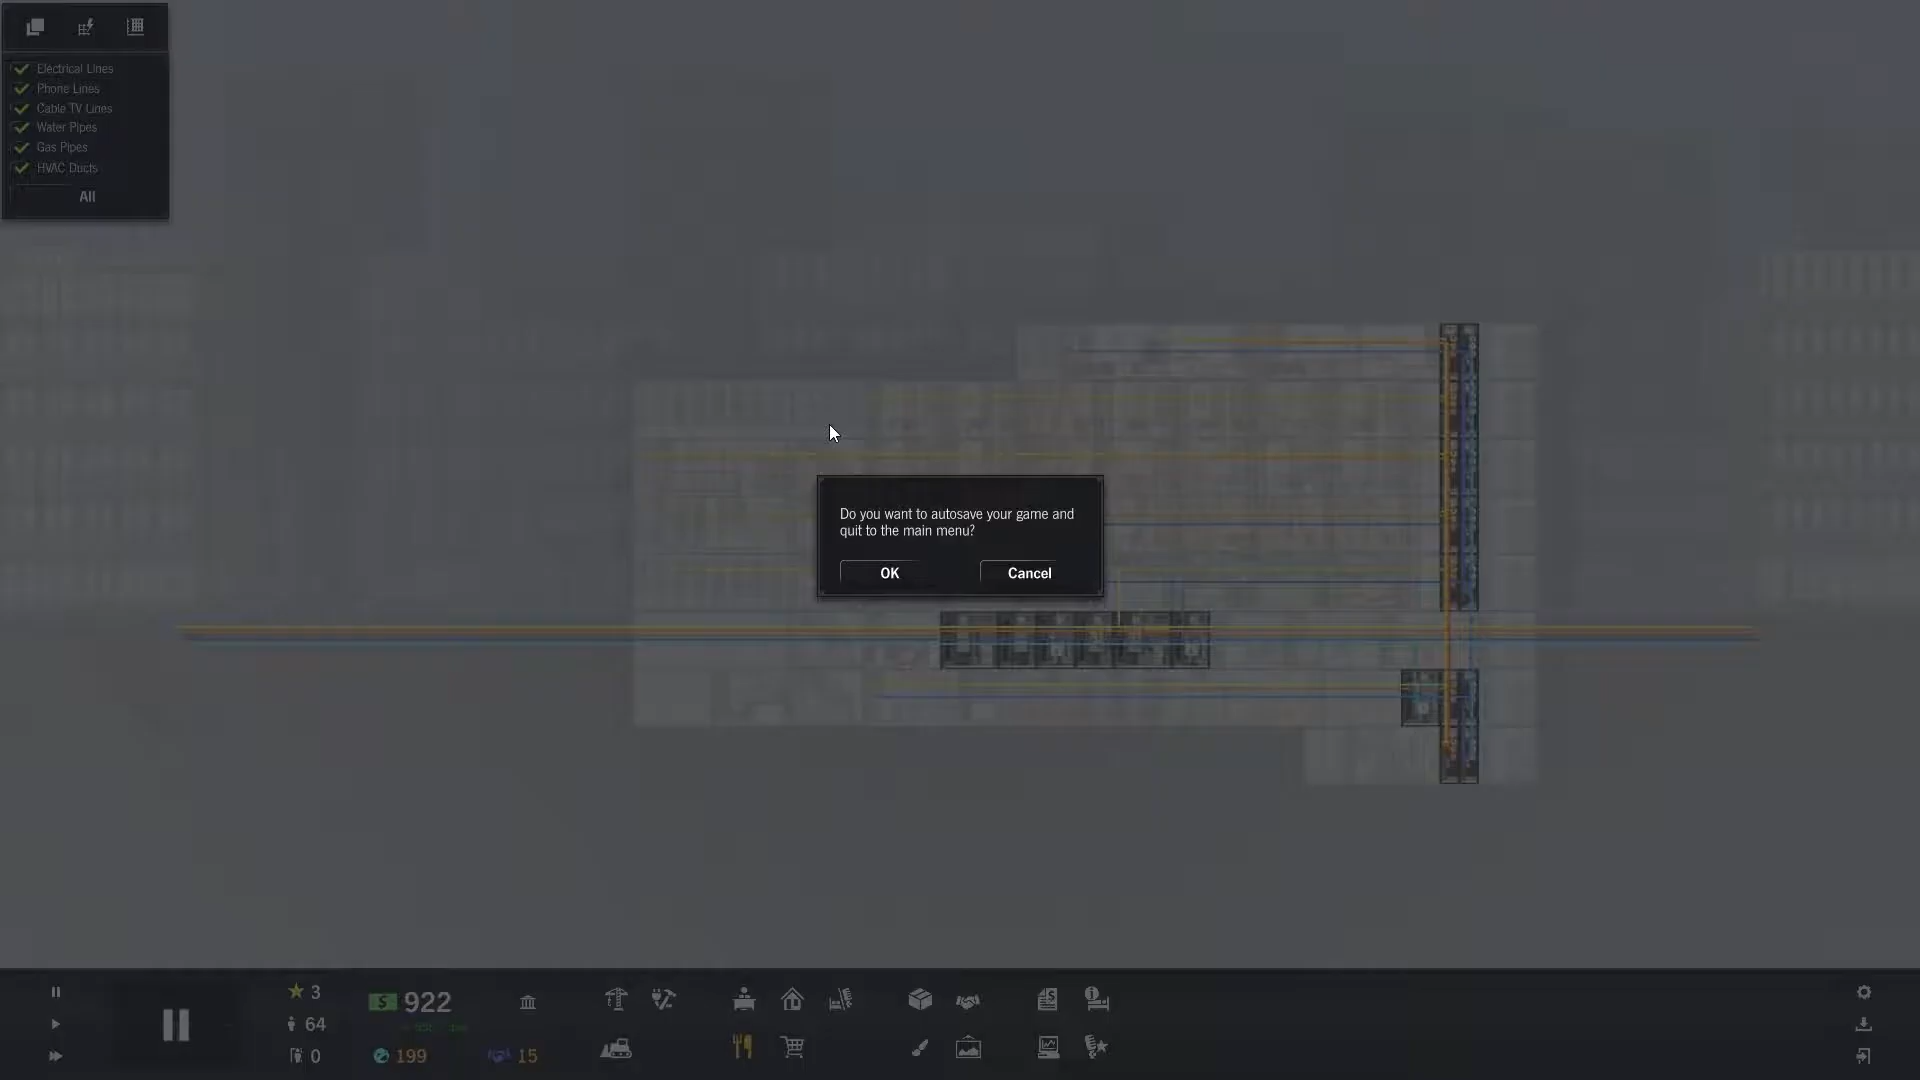 Electrical Lines
Phone Lines
Cable TV Lines
Water Pipes
Gas Pipes
HVAC Ducts
All
Do you want to autosave your game and
quit to the main menu?
OK
Cancel
3
64
0
$ 922
199
15